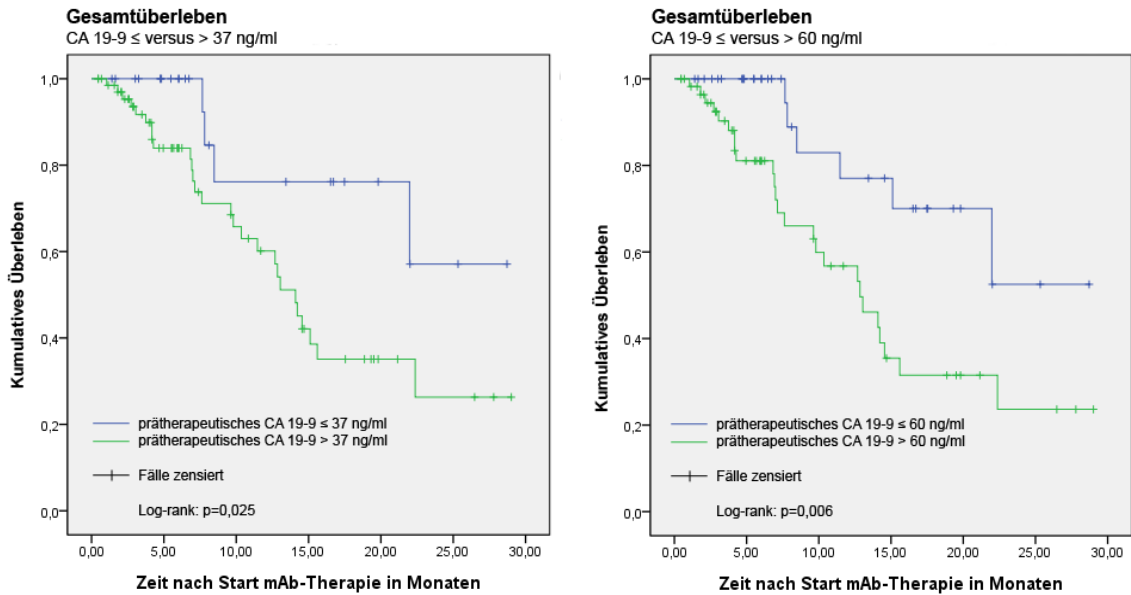 Gesamtüberleben
CA 19-9 ≤ versus > 37 ng/ml
Kumulatives Überleben
1,0
0,8
0,6
0,4
0,2
0,0
prätherapeutisches CA 19-9 ≤ 37 ng/ml
prätherapeutisches CA 19-9 > 37 ng/ml
Fälle zensiert
Log-rank: p=0,025
0,00 5,00 10,00 15,00 20,00 25,00 30,00
Zeit nach Start mAb-Therapie in Monaten
Gesamtüberleben
CA 19-9 ≤ versus > 60 ng/ml
Kumulatives Überleben
1,0
0,8
0,6
0,4
0,2
0,0
prätherapeutisches CA 19-9 ≤ 60 ng/ml
prätherapeutisches CA 19-9 > 60 ng/ml
Fälle zensiert
Log-rank: p=0,006
0,00 5,00 10,00 15,00 20,00 25,00 30,00
Zeit nach Start mAb-Therapie in Monaten